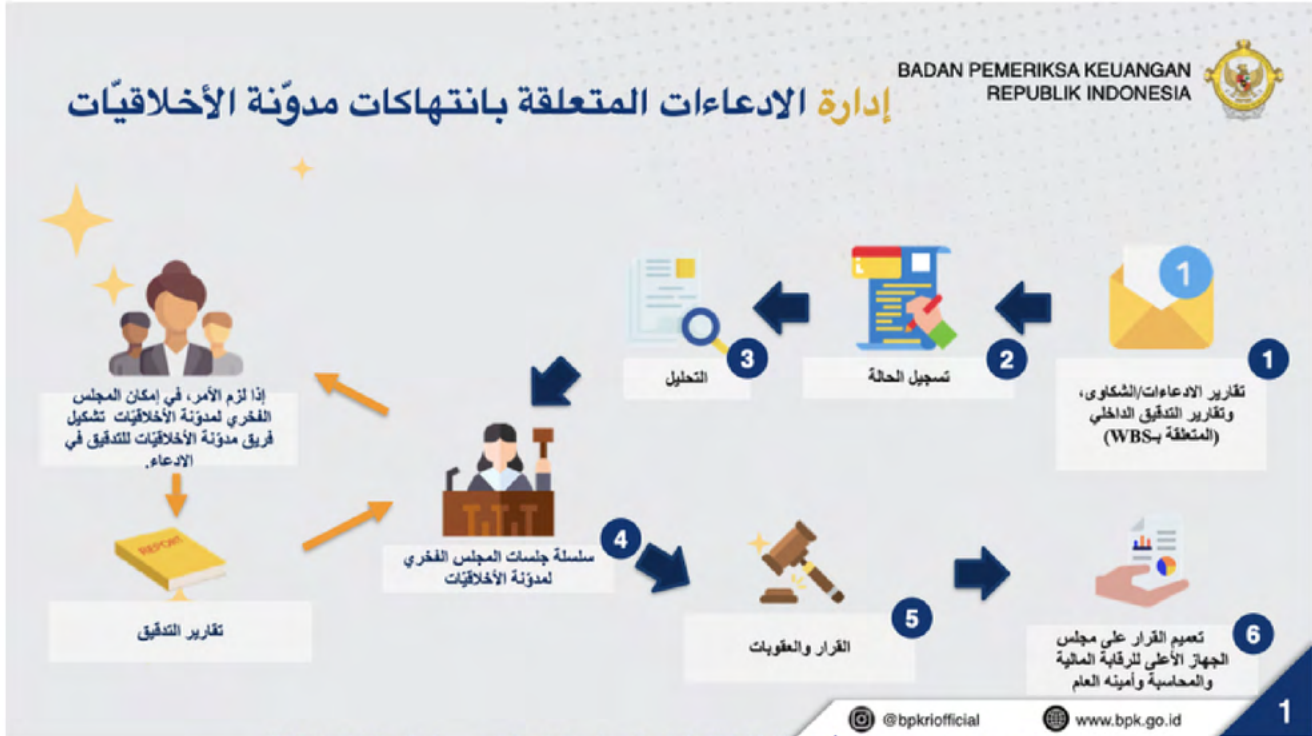 BADAN PEMERIKSA KEUANGAN
REPUBLIK INDONESIA
إدارة الادعاءات المتعلقة بانتهاكات مدوّنة الأخلاقيّات
1
1
تقارير الادعاءات/الشكاوى،
وتقارير التدقيق الداخلي
(المتعلقة بـWBS)
2
تسجيل الحالة
3
التحليل
4
سلسلة جلسات المجلس الفخري
لمدوّنة الأخلاقيّات
إذا لزم الأمر، في إمكان المجلس
الفخري لمدوّنة الأخلاقيّات تشكيل
فريق مدوّنة الأخلاقيّات للتدقيق في
الادعاء.
REPORT
تقارير التدقيق
5
القرار والعقوبات
6
تعميم القرار على مجلس
الجهاز الأعلى للرقابة المالية
والمحاسبة وأمينه العام
@bpkriofficial
www.bpk.go.id
1